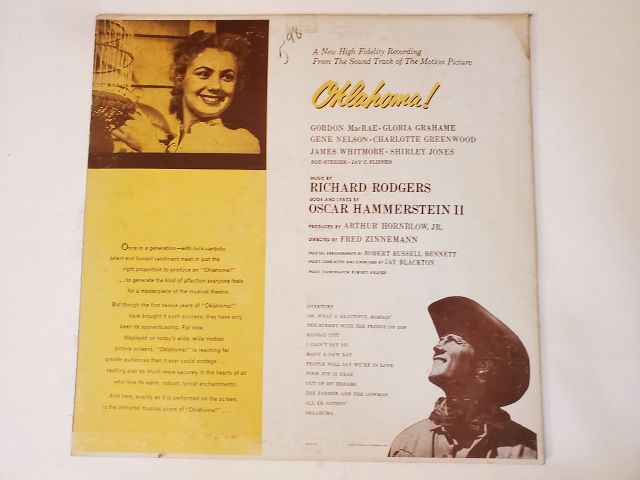 596
A New High Fidelity Recording
From The Sound Track of The Motion Picture
Oklahoma!
GORDON MacRAE · GLORIA GRAHAME
GENE NELSON · CHARLOTTE GREENWOOD
JAMES WHITMORE · SHIRLEY JONES
ROD STEIGER · JAY C. FLIPPEN
MUSIC BY
RICHARD RODGERS
BOOK AND LYRICS BY
OSCAR HAMMERSTEIN II
PRODUCED BY ARTHUR HORNBLOW, JR.
DIRECTED BY FRED ZINNEMANN
MUSICAL ARRANGEMENTS BY ROBERT RUSSELL BENNETT
MUSIC CONDUCTED AND SUPERVISED BY JAY BLACKTON
MUSIC COORDINATOR ROBERT HELFER
Once in a generation—with luck—artistic
talent and honest sentiment meet in just the
right proportion to produce an "Oklahoma!"
... to generate the kind of affection everyone feels
for a masterpiece of the musical theatre.
But though the first twelve years of "Oklahoma!"
have brought it such success, they have only
been its apprenticeship. For now,
displayed on today's wide, wide motion
picture screens, "Oklahoma!" is reaching far
greater audiences than it ever could onstage ...
nestling ever so much more securely in the hearts of all
who love its warm, robust, lyrical enchantments.
And here, exactly as it is performed on the screen,
is the immortal musical score of "Oklahoma!" ...
OVERTURE
OH, WHAT A BEAUTIFUL MORNIN'
THE SURREY WITH THE FRINGE ON TOP
KANSAS CITY
I CAIN'T SAY NO
MANY A NEW DAY
PEOPLE WILL SAY WE'RE IN LOVE
POOR JUD IS DEAD
OUT OF MY DREAMS
THE FARMER AND THE COWMAN
ALL ER NOTHIN'
OKLAHOMA